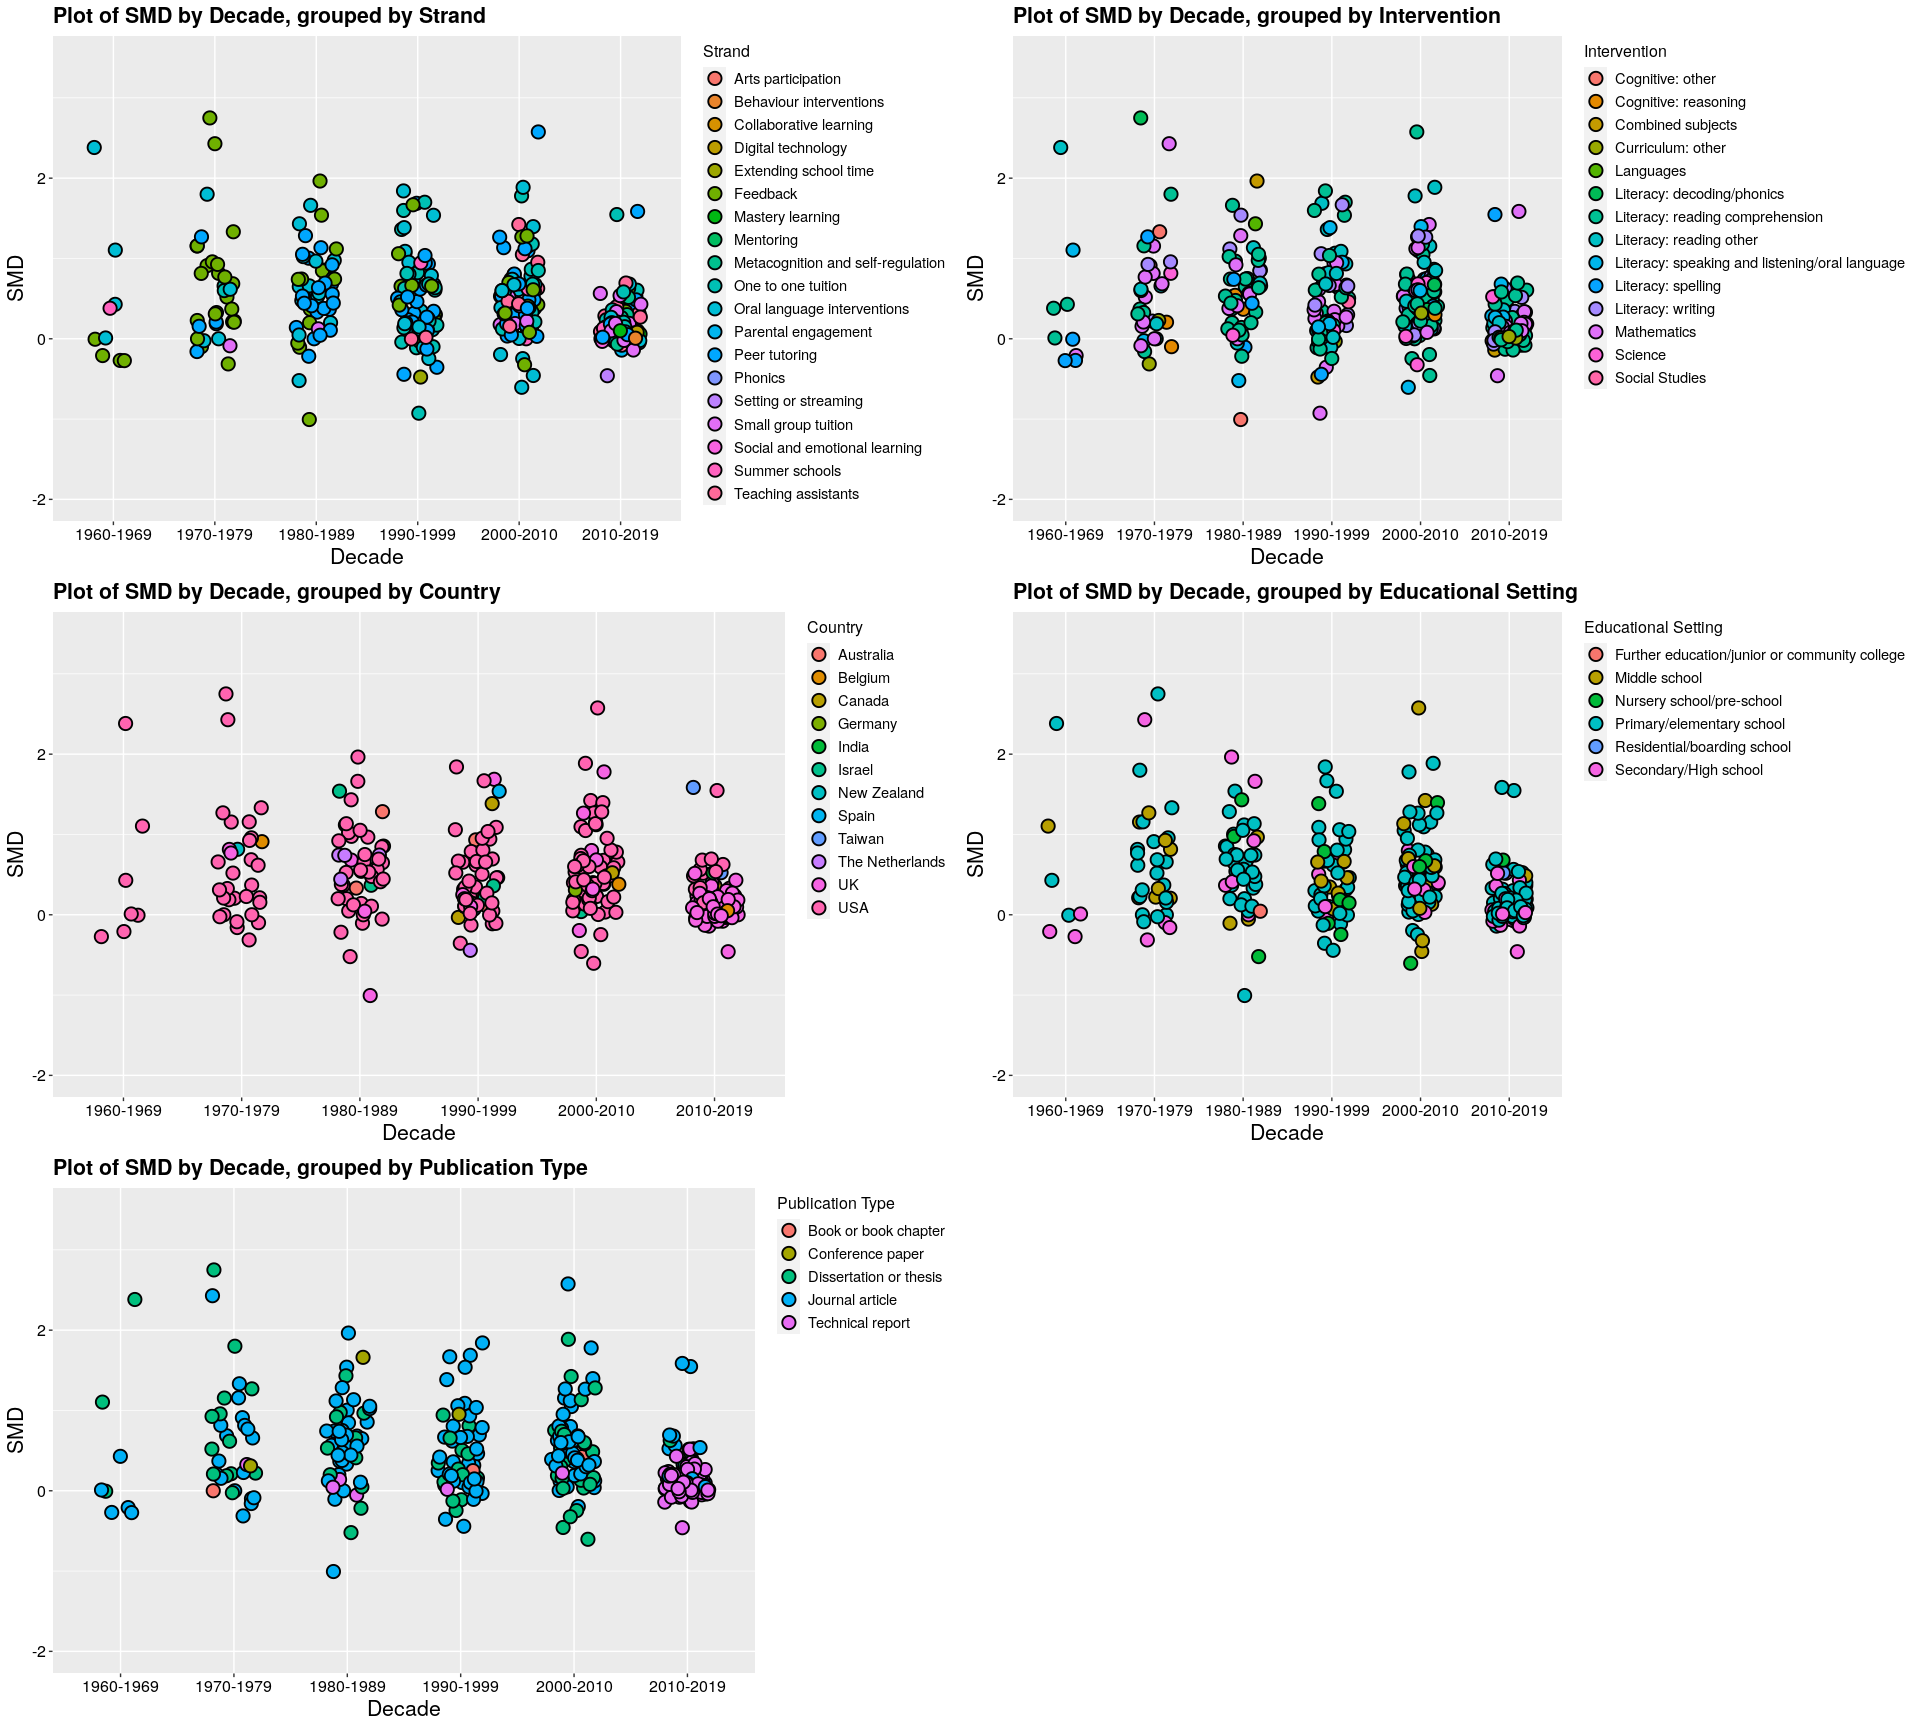 Plot of SMD by Decade, grouped by Strand
SMD
2
0
-2
1960-1969 1970-1979 1980-1989 1990-1999 2000-2010 2010-2019
Decade
Strand
Arts participation
Behaviour interventions
Collaborative learning
Digital technology
Extending school time
Feedback
Mastery learning
Mentoring
Metacognition and self-regulation
One to one tuition
Oral language interventions
Parental engagement
Peer tutoring
Phonics
Setting or streaming
Small group tuition
Social and emotional learning
Summer schools
Teaching assistants
Plot of SMD by Decade, grouped by Intervention
SMD
2
0
-2
1960-1969 1970-1979 1980-1989 1990-1999 2000-2010 2010-2019
Decade
Intervention
Cognitive: other
Cognitive: reasoning
Combined subjects
Curriculum: other
Languages
Literacy: decoding/phonics
Literacy: reading comprehension
Literacy: reading other
Literacy: speaking and listening/oral language
Literacy: spelling
Literacy: writing
Mathematics
Science
Social Studies
Plot of SMD by Decade, grouped by Country
SMD
2
0
-2
1960-1969 1970-1979 1980-1989 1990-1999 2000-2010 2010-2019
Decade
Country
Australia
Belgium
Canada
Germany
India
Israel
New Zealand
Spain
Taiwan
The Netherlands
UK
USA
Plot of SMD by Decade, grouped by Educational Setting
SMD
2
0
-2
1960-1969 1970-1979 1980-1989 1990-1999 2000-2010 2010-2019
Decade
Educational Setting
Further education/junior or community college
Middle school
Nursery school/pre-school
Primary/elementary school
Residential/boarding school
Secondary/High school
Plot of SMD by Decade, grouped by Publication Type
SMD
2
0
-2
1960-1969 1970-1979 1980-1989 1990-1999 2000-2010 2010-2019
Decade
Publication Type
Book or book chapter
Conference paper
Dissertation or thesis
Journal article
Technical report